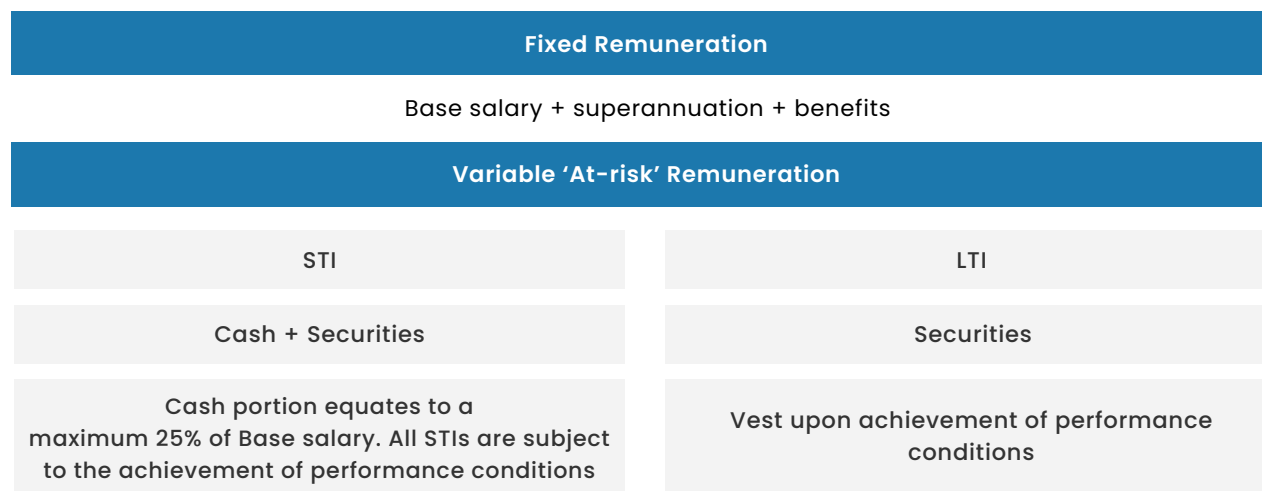 Fixed Remuneration
Base salary + superannuation + benefits
Variable ‘At-risk’ Remuneration
STI
LTI
Cash + Securities
Securities
Cash portion equates to a
maximum 25% of Base salary. All STIs are subject
to the achievement of performance conditions
Vest upon achievement of performance
conditions